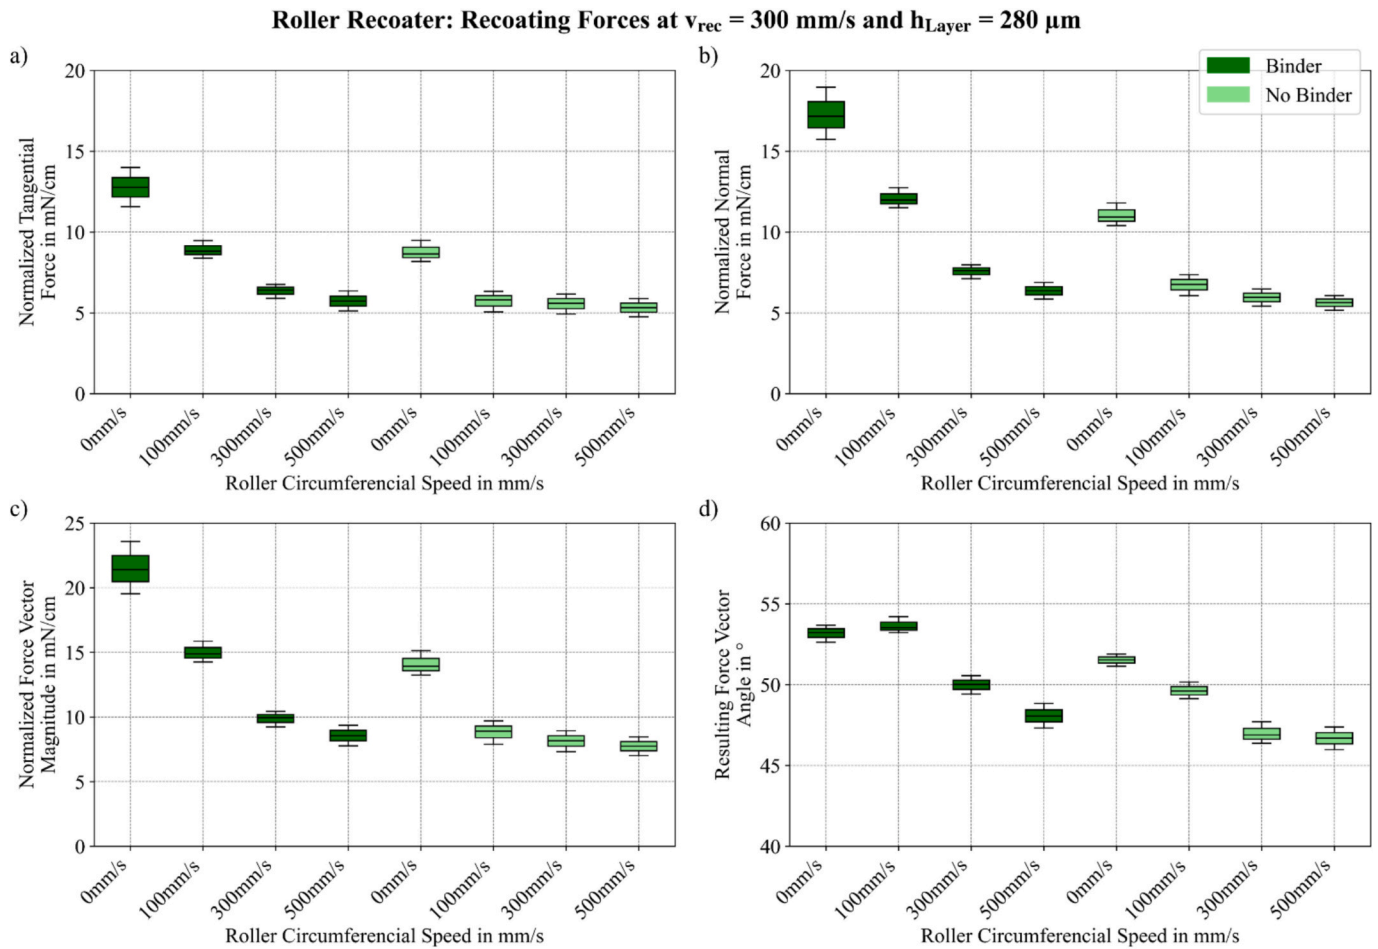 Roller Recoater: Recoating Forces at vrec = 300 mm/s and hLayer = 280 µm
a)
20
15
10
5
0
Normalized Tangential
Force in mN/cm
0mm/s
100mm/s
300mm/s
500mm/s
0mm/s
100mm/s
300mm/s
500mm/s
Roller Circumferencial Speed in mm/s
b)
Binder
No Binder
20
15
10
5
0
Normalized Normal
Force in mN/cm
0mm/s
100mm/s
300mm/s
500mm/s
0mm/s
100mm/s
300mm/s
500mm/s
Roller Circumferencial Speed in mm/s
c)
25
20
15
10
5
0
Normalized Force Vector
Magnitude in mN/cm
0mm/s
100mm/s
300mm/s
500mm/s
0mm/s
100mm/s
300mm/s
500mm/s
Roller Circumferencial Speed in mm/s
d)
60
55
50
45
40
Resulting Force Vector
Angle in °
0mm/s
100mm/s
300mm/s
500mm/s
0mm/s
100mm/s
300mm/s
500mm/s
Roller Circumferencial Speed in mm/s